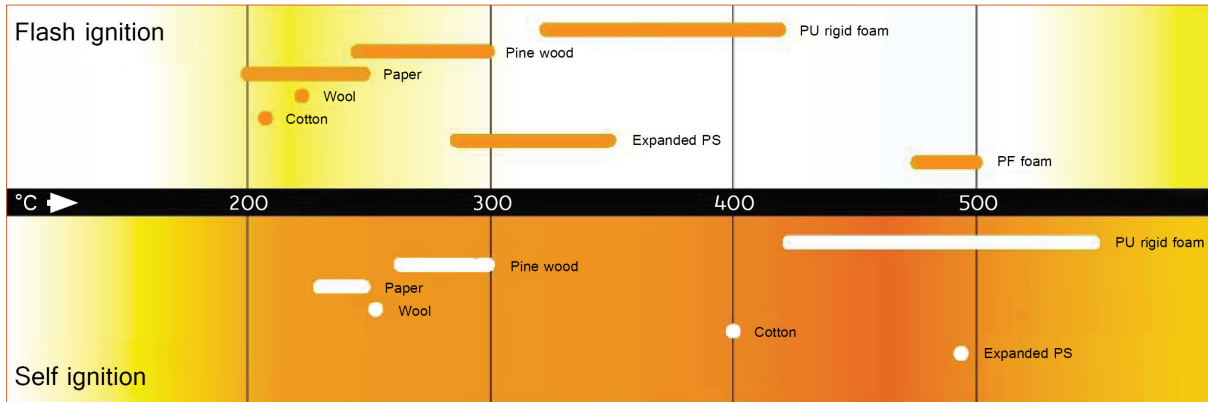 Flash ignition
PU rigid foam
Pine wood
Paper
Wool
Cotton
Expanded PS
PF foam
°C 200 300 400 500
PU rigid foam
Pine wood
Paper
Wool
Cotton
Expanded PS
Self ignition